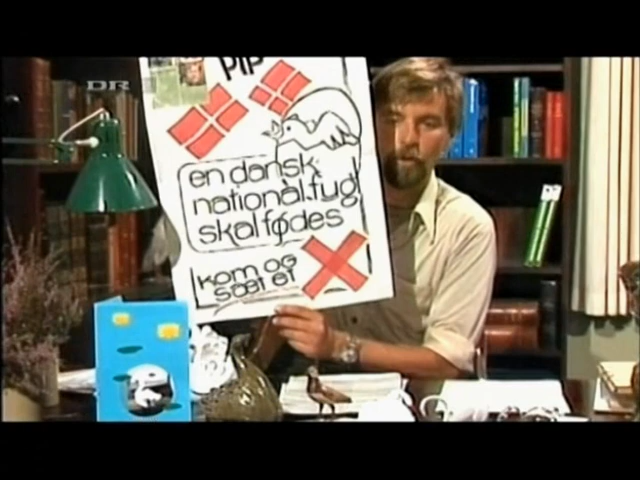 DR
PIP
en dansk
national.fugl
skal fødes
kom og
sæt et